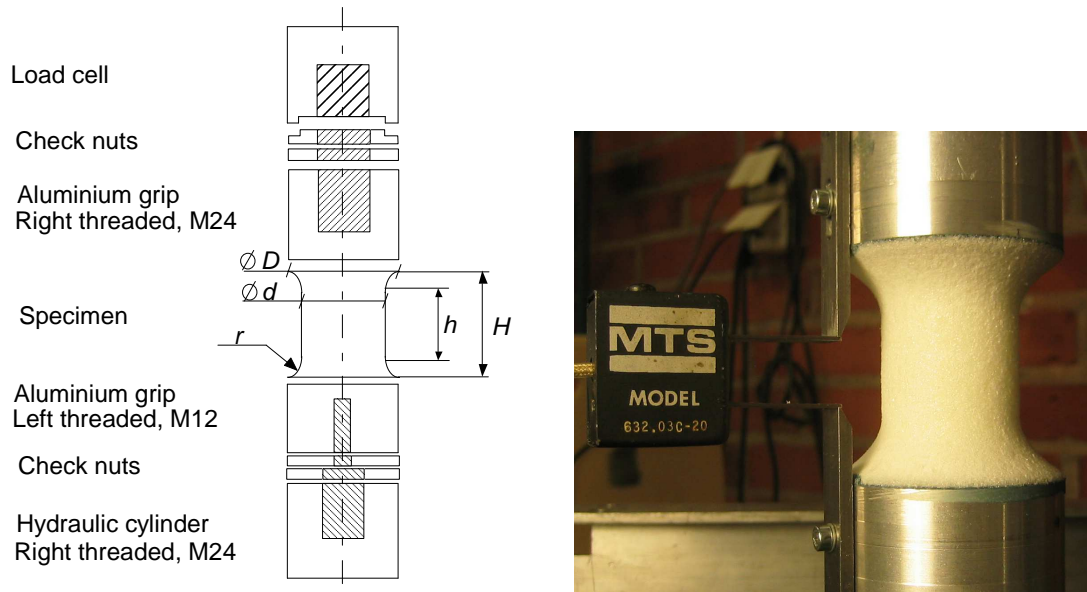 Load cell
Check nuts
Aluminium grip
Right threaded, M24
∅ D
∅ d
Specimen
h
H
r
Aluminium grip
Left threaded, M12
Check nuts
Hydraulic cylinder
Right threaded, M24
MTS
MODEL
632.03C-20